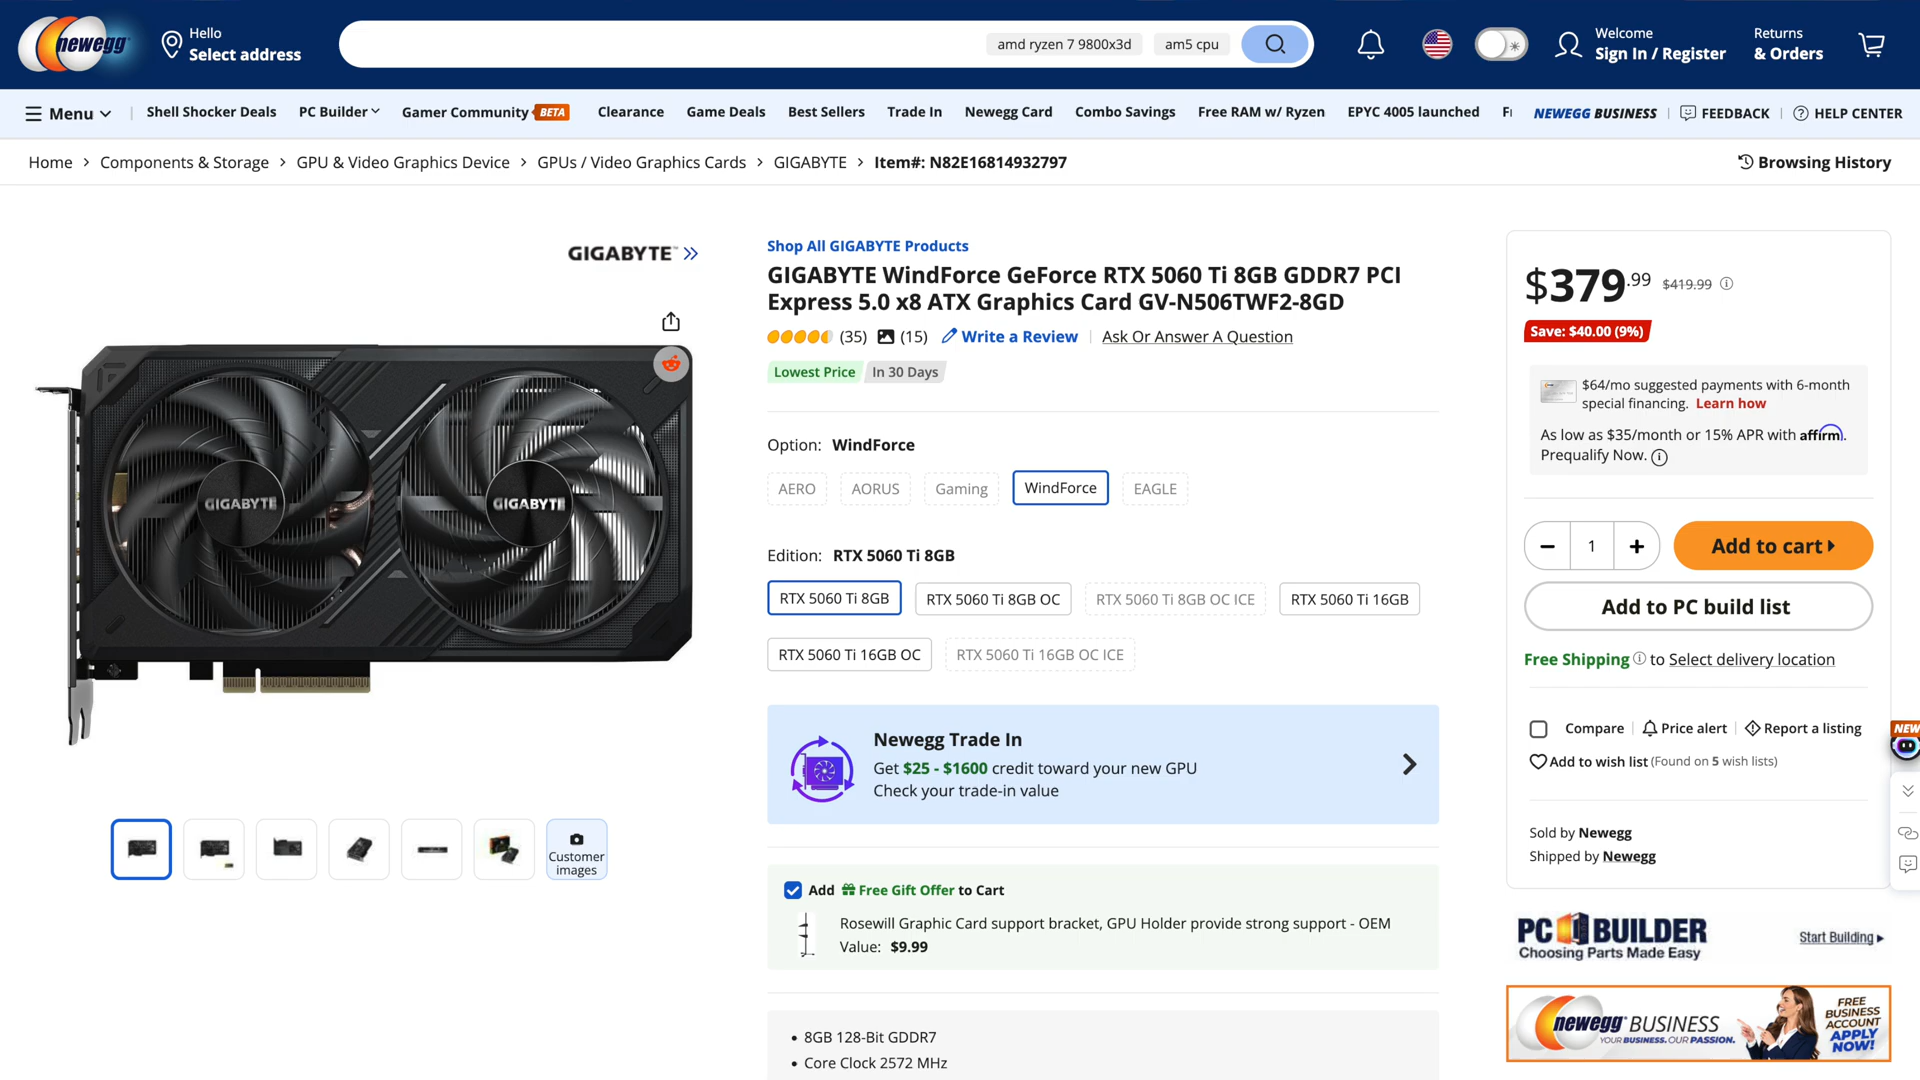 newegg
Hello
Select address
amd ryzen 7 9800x3d
am5 cpu
Welcome
Sign In / Register
Returns
& Orders
Menu
Shell Shocker Deals
PC Builder
Gamer Community BETA
Clearance
Game Deals
Best Sellers
Trade In
Newegg Card
Combo Savings
Free RAM w/ Ryzen
EPYC 4005 launched
NEWEGG BUSINESS
FEEDBACK
HELP CENTER
Home > Components & Storage > GPU & Video Graphics Device > GPUs / Video Graphics Cards > GIGABYTE > Item#: N82E16814932797
Browsing History
GIGABYTE™
GIGABYTE
GIGABYTE
Customer
images
Shop All GIGABYTE Products
GIGABYTE WindForce GeForce RTX 5060 Ti 8GB GDDR7 PCI
Express 5.0 x8 ATX Graphics Card GV-N506TWF2-8GD
(35) (15) Write a Review Ask Or Answer A Question
Lowest Price In 30 Days
Option: WindForce
AERO
AORUS
Gaming
WindForce
EAGLE
Edition: RTX 5060 Ti 8GB
RTX 5060 Ti 8GB
RTX 5060 Ti 8GB OC
RTX 5060 Ti 8GB OC ICE
RTX 5060 Ti 16GB
RTX 5060 Ti 16GB OC
RTX 5060 Ti 16GB OC ICE
Newegg Trade In
Get $25 - $1600 credit toward your new GPU
Check your trade-in value
Add Free Gift Offer to Cart
Rosewill Graphic Card support bracket, GPU Holder provide strong support - OEM
Value: $9.99
• 8GB 128-Bit GDDR7
• Core Clock 2572 MHz
$379.99 $419.99
Save: $40.00 (9%)
$64/mo suggested payments with 6-month
special financing. Learn how
As low as $35/month or 15% APR with affirm.
Prequalify Now.
1
Add to cart
Add to PC build list
Free Shipping to Select delivery location
Compare
Price alert
Report a listing
Add to wish list (Found on 5 wish lists)
Sold by Newegg
Shipped by Newegg
NEW
PC BUILDER
Choosing Parts Made Easy
Start Building
newegg BUSINESS
YOUR BUSINESS. OUR PASSION.
FREE
BUSINESS
ACCOUNT
APPLY
NOW!